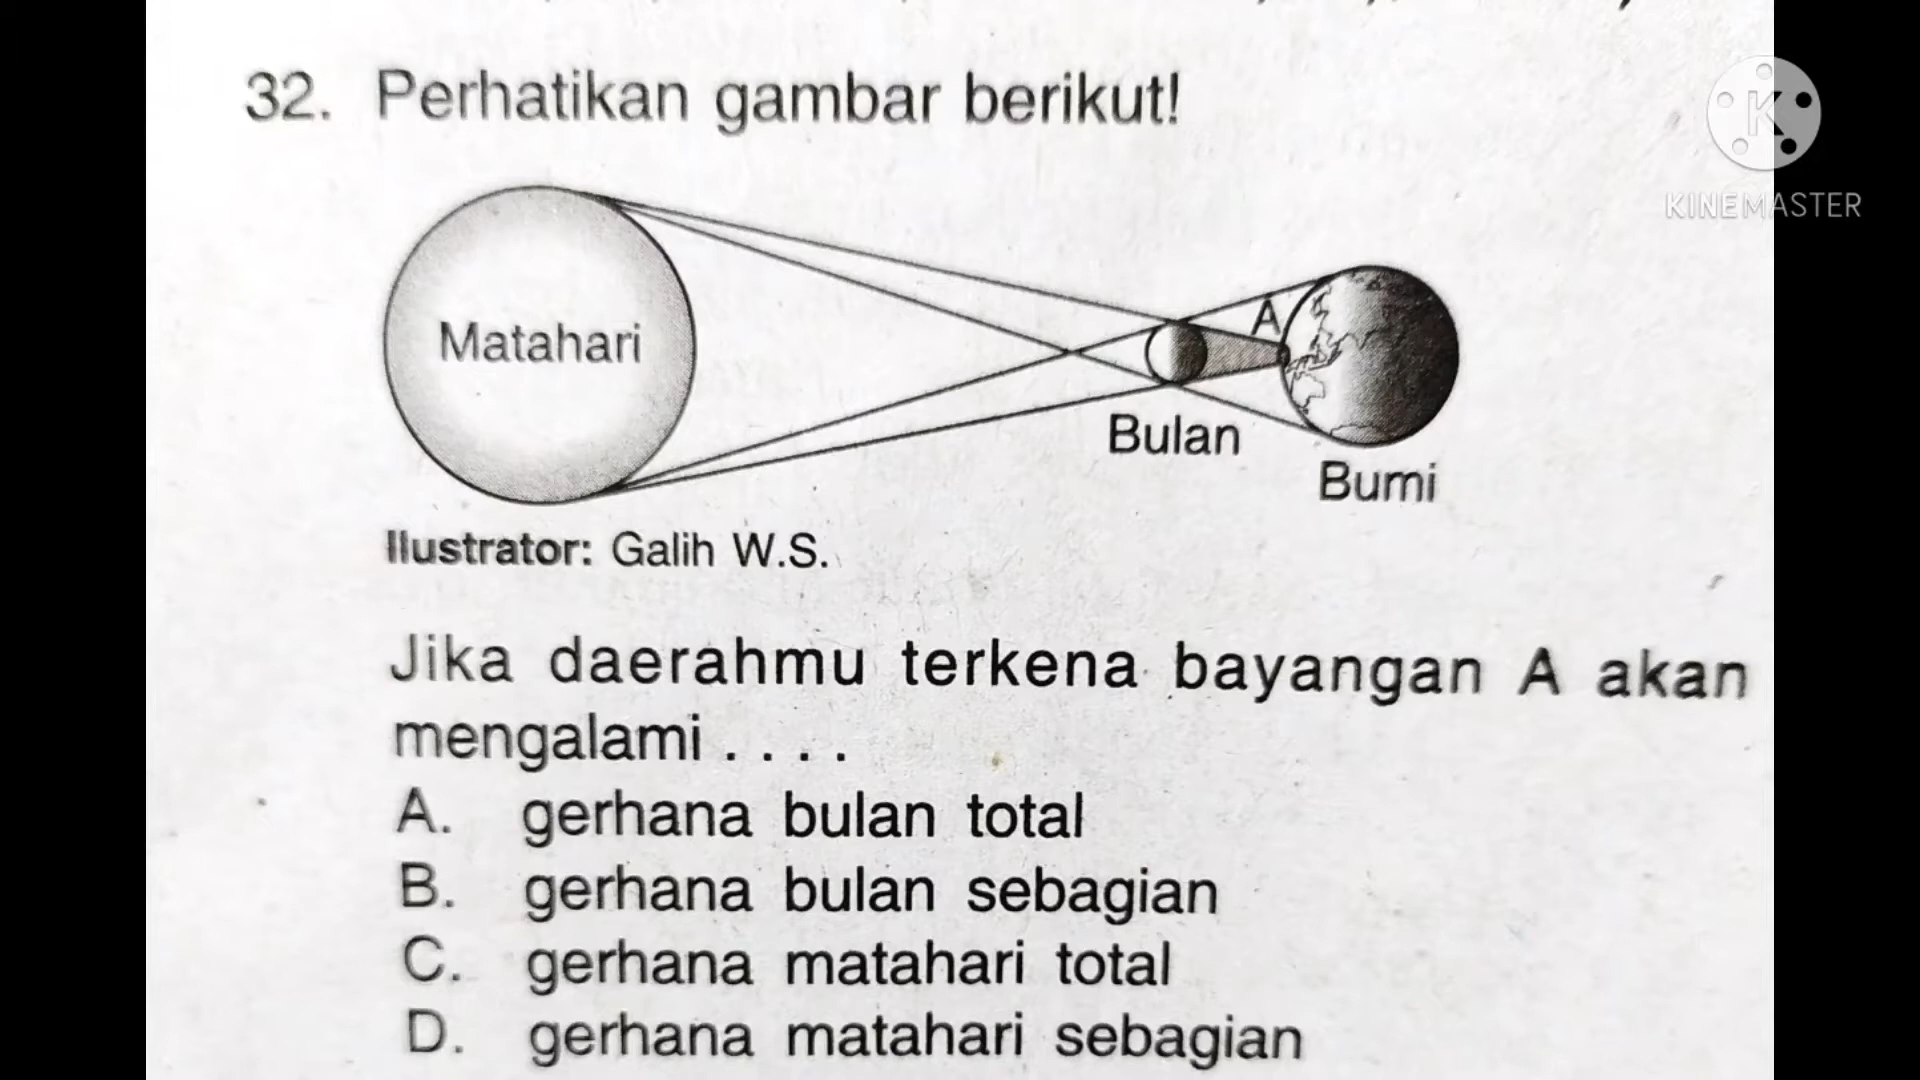 32. Perhatikan gambar berikut!
KINEMASTER
Matahari
A
Bulan
Bumi
Ilustrator: Galih W.S.
Jika daerahmu terkena bayangan A akan
mengalami . . . .
A. gerhana bulan total
B. gerhana bulan sebagian
C. gerhana matahari total
D. gerhana matahari sebagian